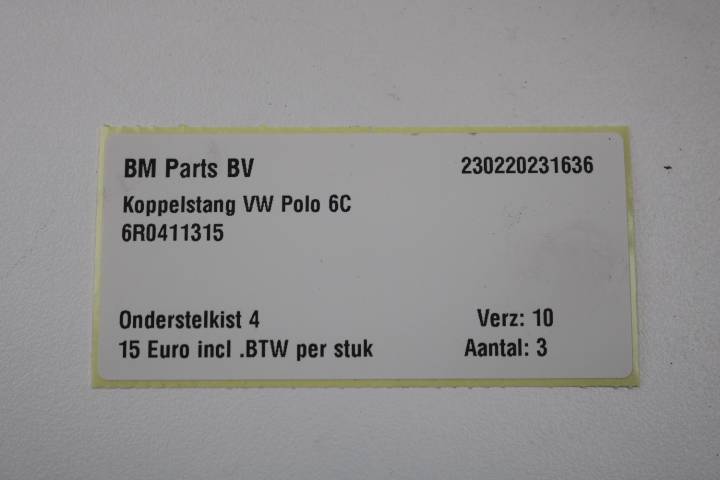 BM Parts BV 230220231636
Koppelstang VW Polo 6C
6R0411315
Onderstelkist 4 Verz: 10
15 Euro incl .BTW per stuk Aantal: 3